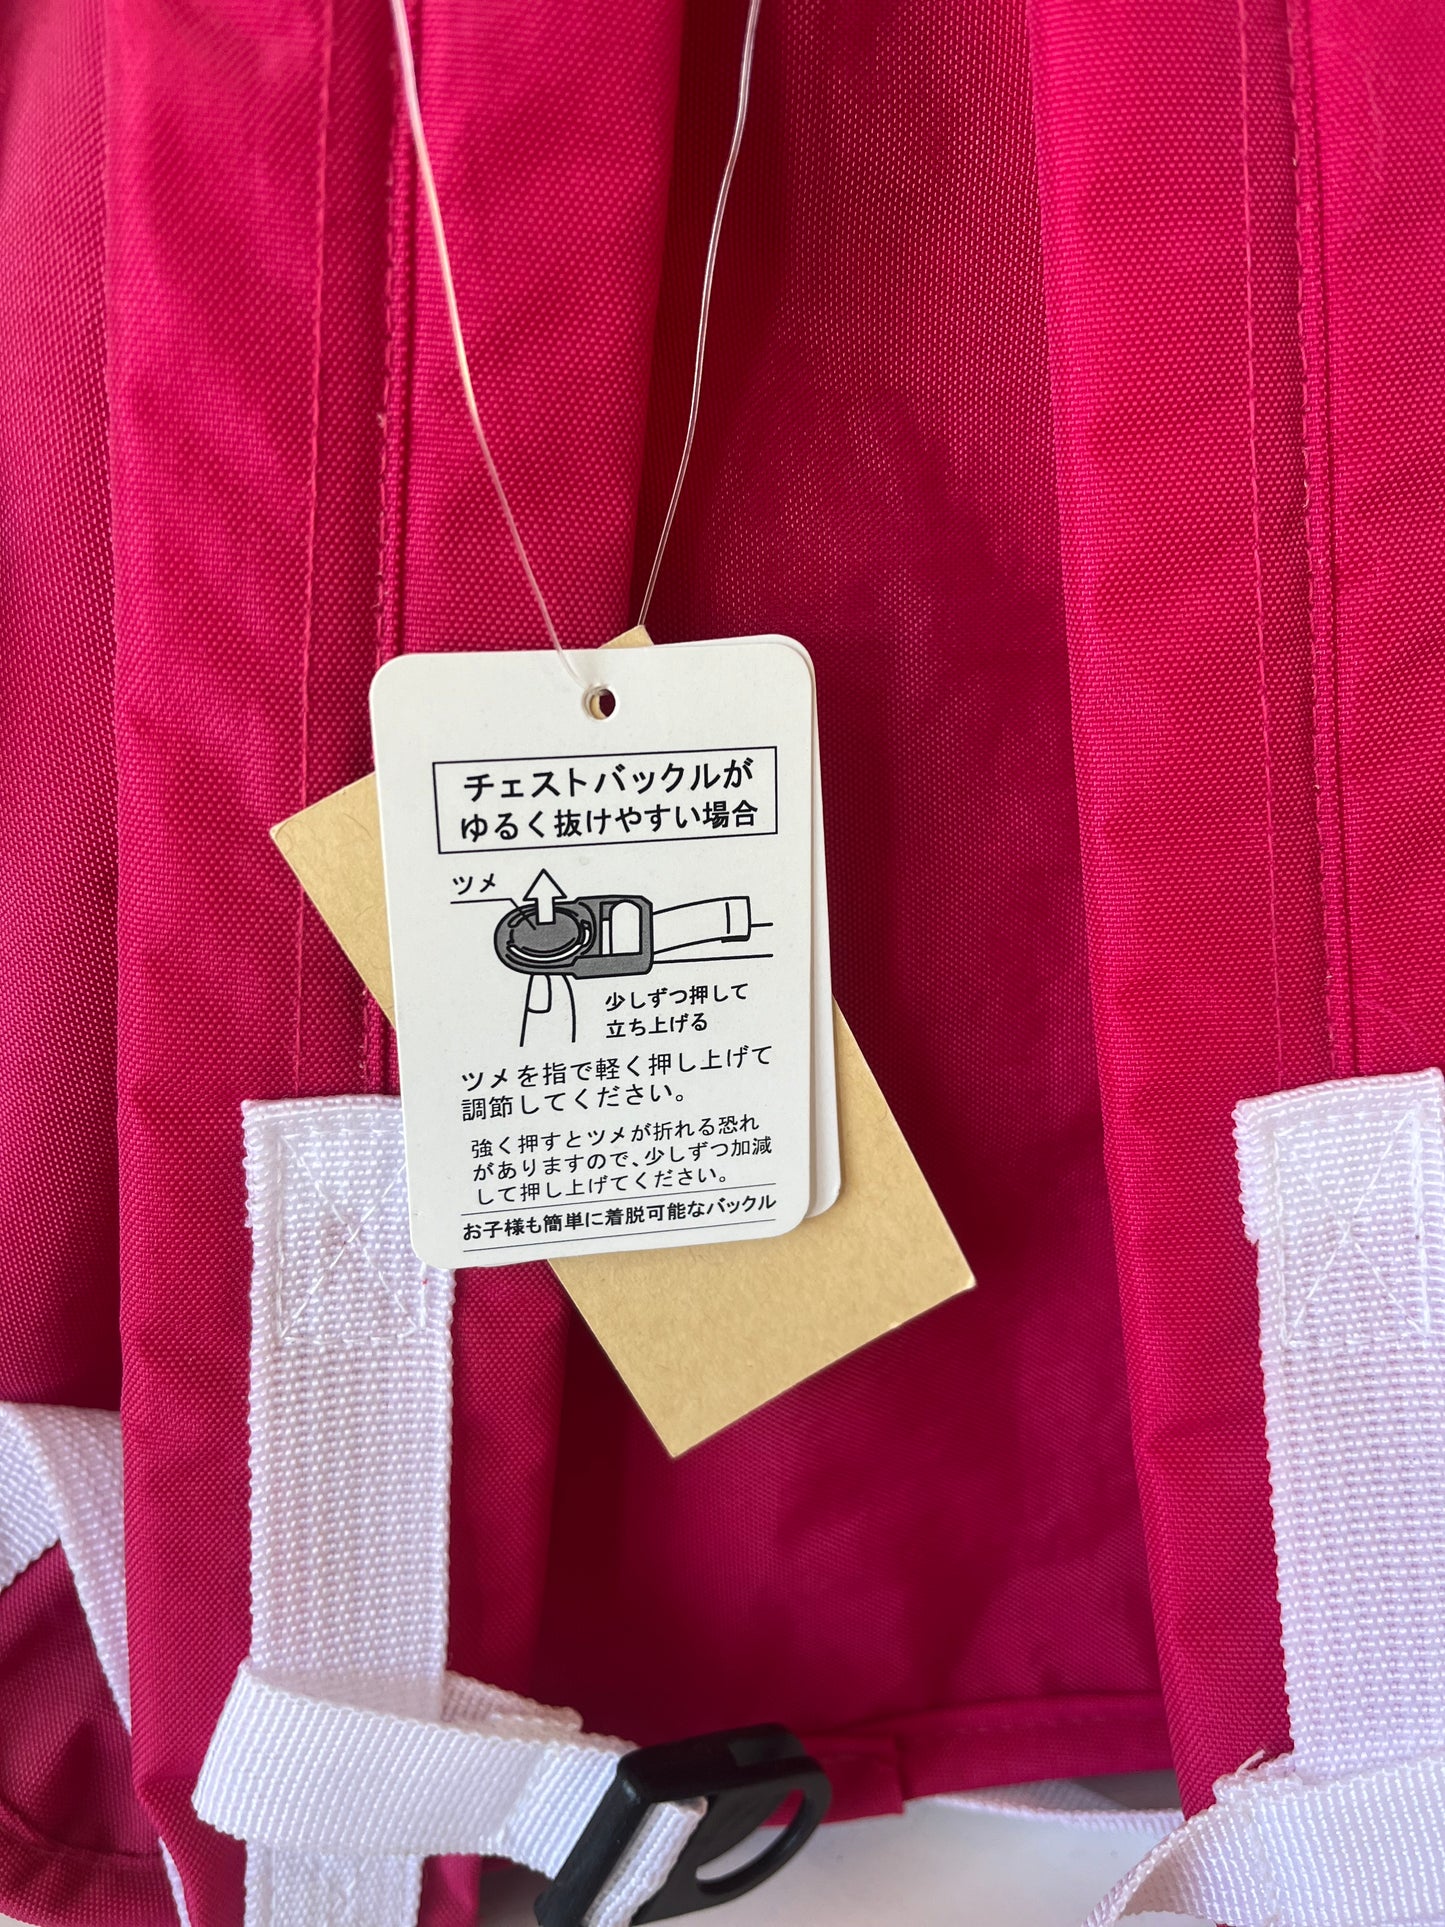 チェストバックルが
ゆるく抜けやすい場合
ツメ
少しずつ押して
立ち上げる
ツメを指で軽く押し上げて
調節してください。
強く押すとツメが折れる恐れ
がありますので、少しずつ加減
して押し上げてください。
お子様も簡単に着脱可能なバックル